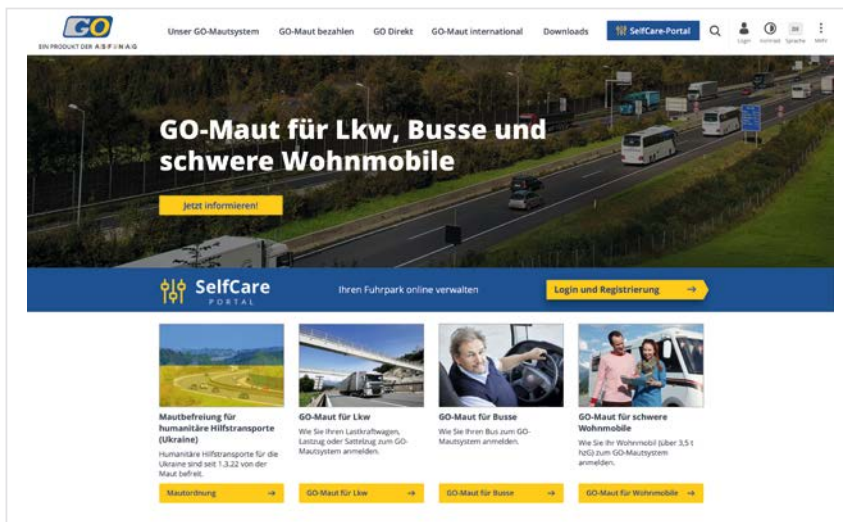 GO
EIN PRODUKT DER ASFINAG
Unser GO-Mautsystem
GO-Maut bezahlen
GO Direkt
GO-Maut international
Downloads
SelfCare-Portal
Login
Kontrast
DE
Sprache
Mehr
GO-Maut für Lkw, Busse und
schwere Wohnmobile
Jetzt informieren!
SelfCare
PORTAL
Ihren Fuhrpark online verwalten
Login und Registrierung
Mautbefreiung für
humanitäre Hilfstransporte
(Ukraine)
Humanitäre Hilfstransporte für die
Ukraine sind seit 1.3.22 von der
Maut befreit.
Mautordnung
GO-Maut für Lkw
Wie Sie Ihren Lastkraftwagen,
Lastzug oder Sattelzug zum GO-
Mautsystem anmelden.
GO-Maut für Lkw
GO-Maut für Busse
Wie Sie Ihren Bus zum GO-
Mautsystem anmelden.
GO-Maut für Busse
GO-Maut für schwere
Wohnmobile
Wie Sie Ihr Wohnmobil (über 3,5 t
hzG) zum GO-Mautsystem
anmelden.
GO-Maut für Wohnmobile